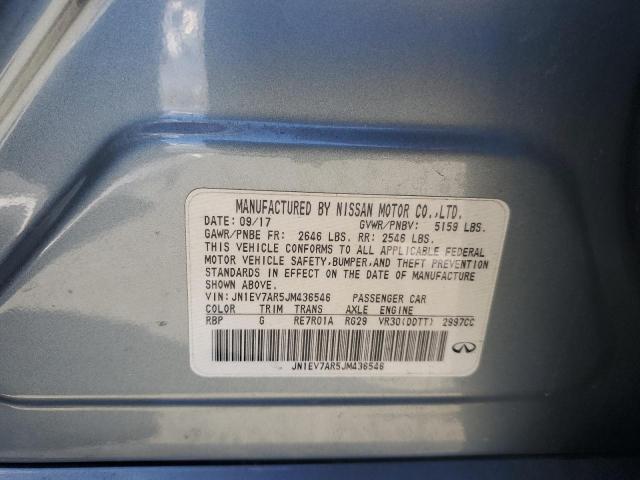 MANUFACTURED BY NISSAN MOTOR CO.,LTD.
DATE: 09/17 GVWR/PNBV: 5159 LBS.
GAWR/PNBE FR: 2646 LBS. RR: 2546 LBS.
THIS VEHICLE CONFORMS TO ALL APPLICABLE FEDERAL
MOTOR VEHICLE SAFETY,BUMPER,AND THEFT PREVENTION
STANDARDS IN EFFECT ON THE DATE OF MANUFACTURE
SHOWN ABOVE.
VIN: JN1EV7AR5JM436546 PASSENGER CAR
COLOR TRIM TRANS AXLE ENGINE
RBP G RE7R01A RG29 VR30(DDTT) 2997CC
JN1EV7AR5JM436546
INFINITI